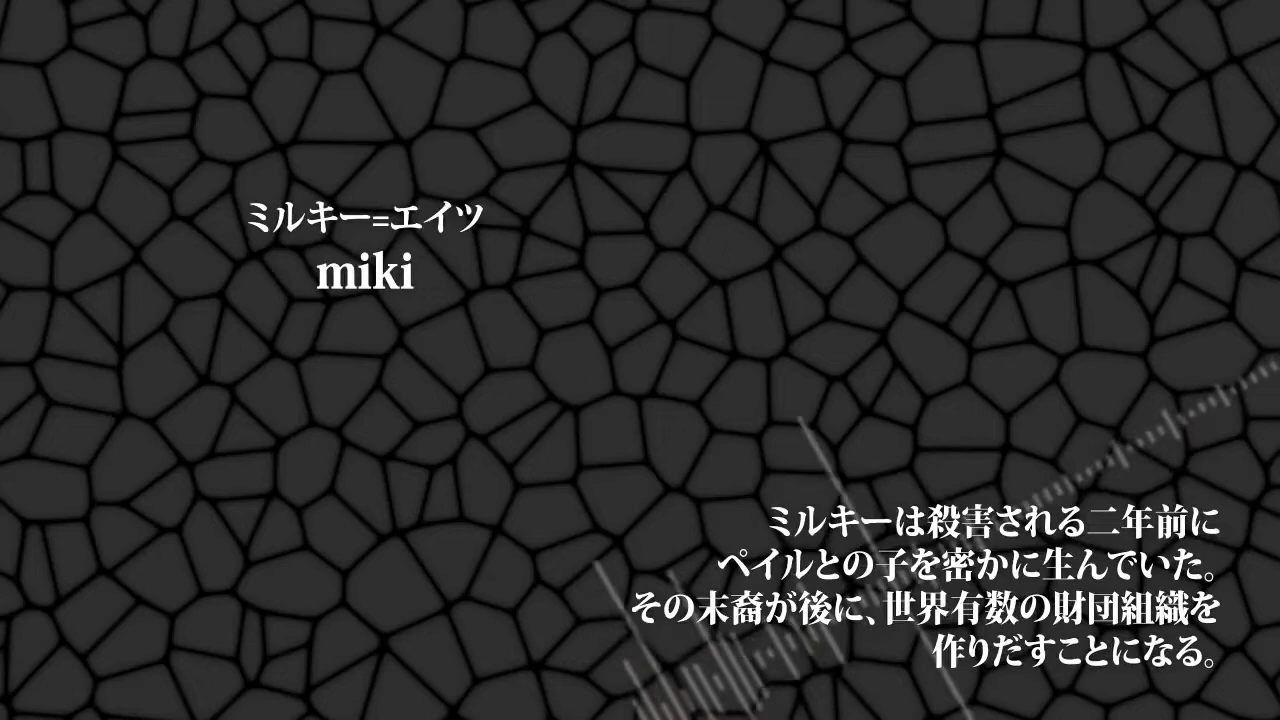 ミルキー=エイツ
miki
ミルキーは殺害される二年前に
ペイルとの子を密かに生んでいた。
その末裔が後に、世界有数の財団組織を
作りだすことになる。